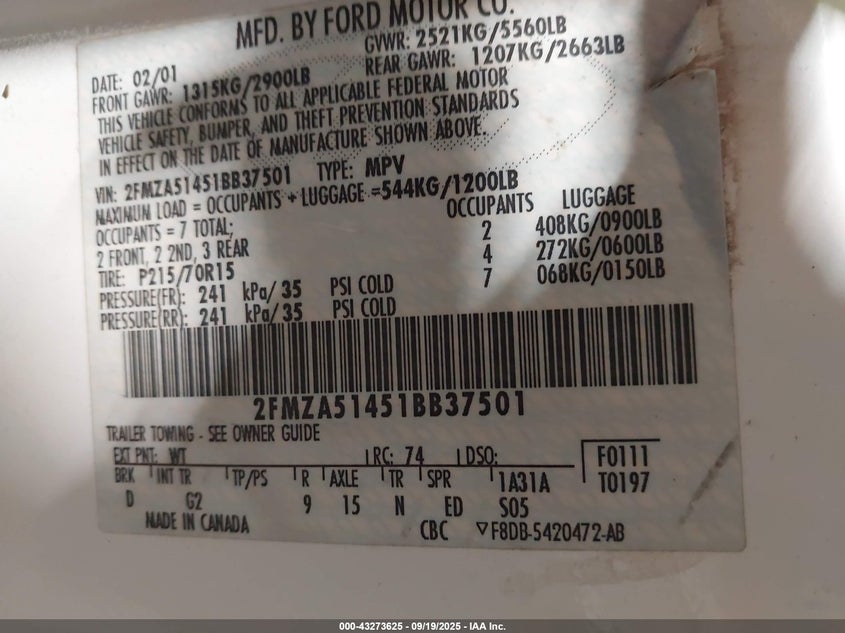 MFD. BY FORD MOTOR CO.
DATE: 02/01 GVWR: 2521KG/5560LB
FRONT GAWR: 1315KG/2900LB REAR GAWR: 1207KG/2663LB
THIS VEHICLE CONFORMS TO ALL APPLICABLE FEDERAL MOTOR
VEHICLE SAFETY, BUMPER, AND THEFT PREVENTION STANDARDS
IN EFFECT ON THE DATE OF MANUFACTURE SHOWN ABOVE.
VIN: 2FMZA51451BB37501 TYPE: MPV
MAXIMUM LOAD = OCCUPANTS + LUGGAGE =544KG/1200LB
OCCUPANTS = 7 TOTAL; OCCUPANTS LUGGAGE
2 FRONT, 2 2ND, 3 REAR 2 408KG/0900LB
TIRE: P215/70R15 4 272KG/0600LB
PRESSURE(FR): 241 kPa/ 35 PSI COLD 7 068KG/0150LB
PRESSURE(RR): 241 kPa/ 35 PSI COLD
2FMZA51451BB37501
TRAILER TOWING - SEE OWNER GUIDE
EXT PNT: WT RC: 74 DSO: F0111
BRK INT TR TP/PS R AXLE TR SPR 1A31A T0197
D G2 9 15 N ED S05
MADE IN CANADA CBC ▽F8DB-5420472-AB
000-43273625 - 09/19/2025 - IAA Inc.